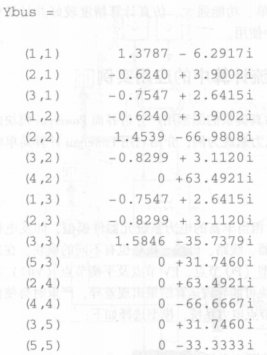 Ybus =
(1,1) 1.3787 - 6.2917i
(2,1) -0.6240 + 3.9002i
(3,1) -0.7547 + 2.6415i
(1,2) -0.6240 + 3.9002i
(2,2) 1.4539 -66.9808i
(3,2) -0.8299 + 3.1120i
(4,2) 0 +63.4921i
(1,3) -0.7547 + 2.6415i
(2,3) -0.8299 + 3.1120i
(3,3) 1.5846 -35.7379i
(5,3) 0 +31.7460i
(2,4) 0 +63.4921i
(4,4) 0 -66.6667i
(3,5) 0 +31.7460i
(5,5) 0 -33.3333i